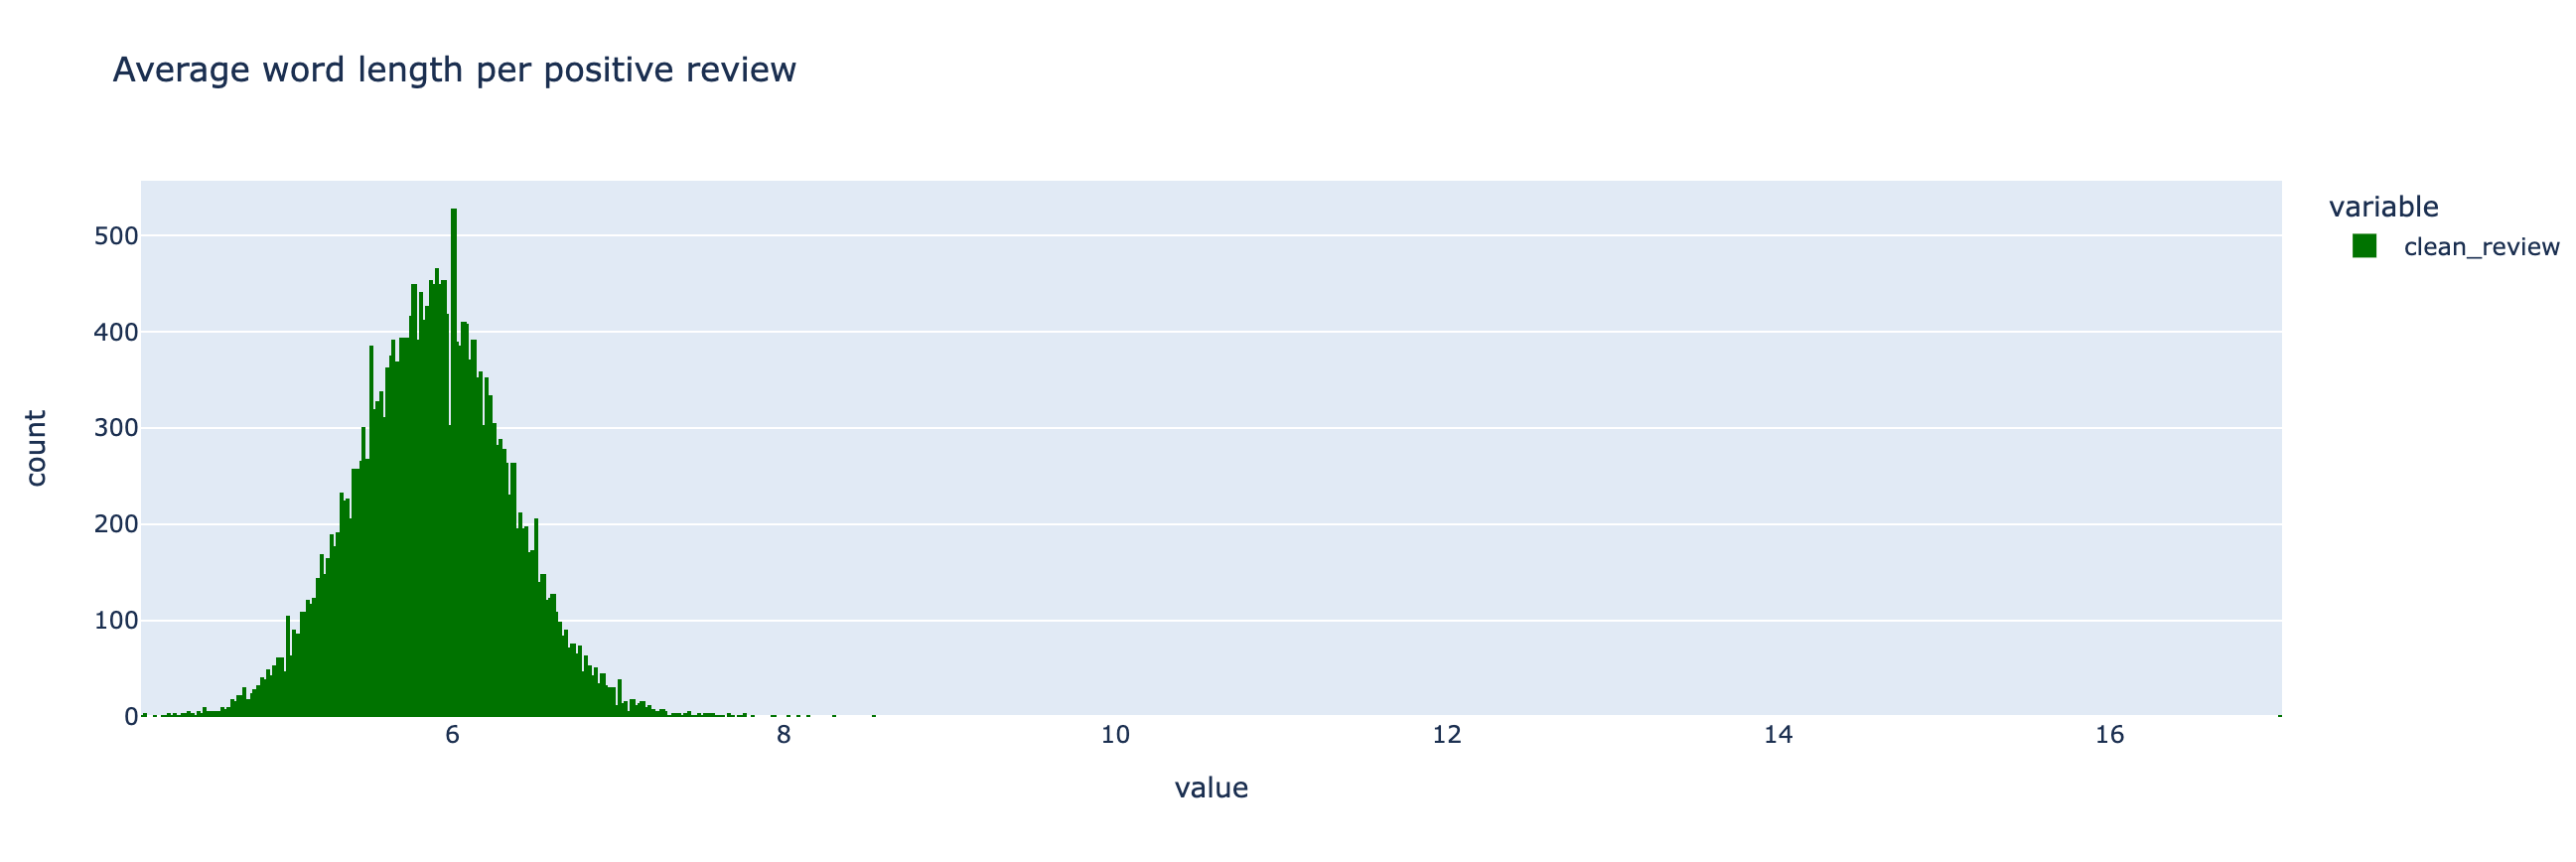 Average word length per positive review
variable
clean_review
count
500
400
300
200
100
0
6 8 10 12 14 16
value